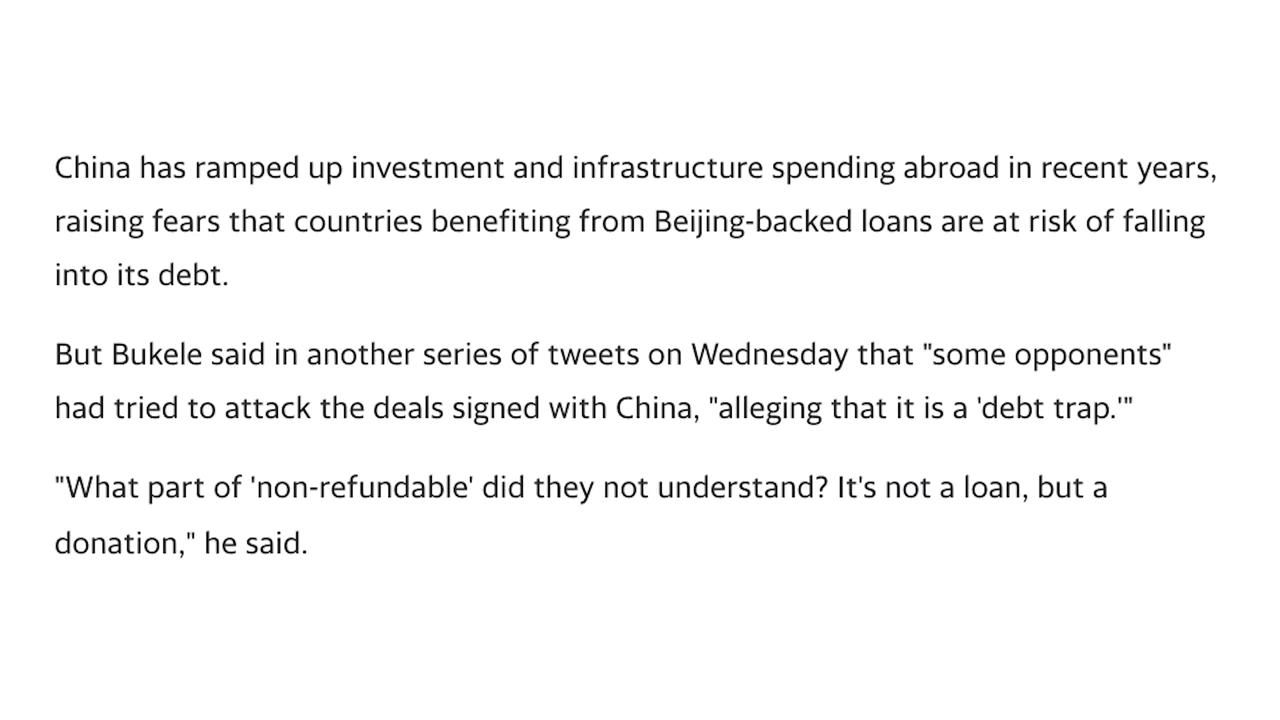 China has ramped up investment and infrastructure spending abroad in recent years,
raising fears that countries benefiting from Beijing-backed loans are at risk of falling
into its debt.
But Bukele said in another series of tweets on Wednesday that "some opponents"
had tried to attack the deals signed with China, "alleging that it is a 'debt trap.'"
"What part of 'non-refundable' did they not understand? It's not a loan, but a
donation," he said.